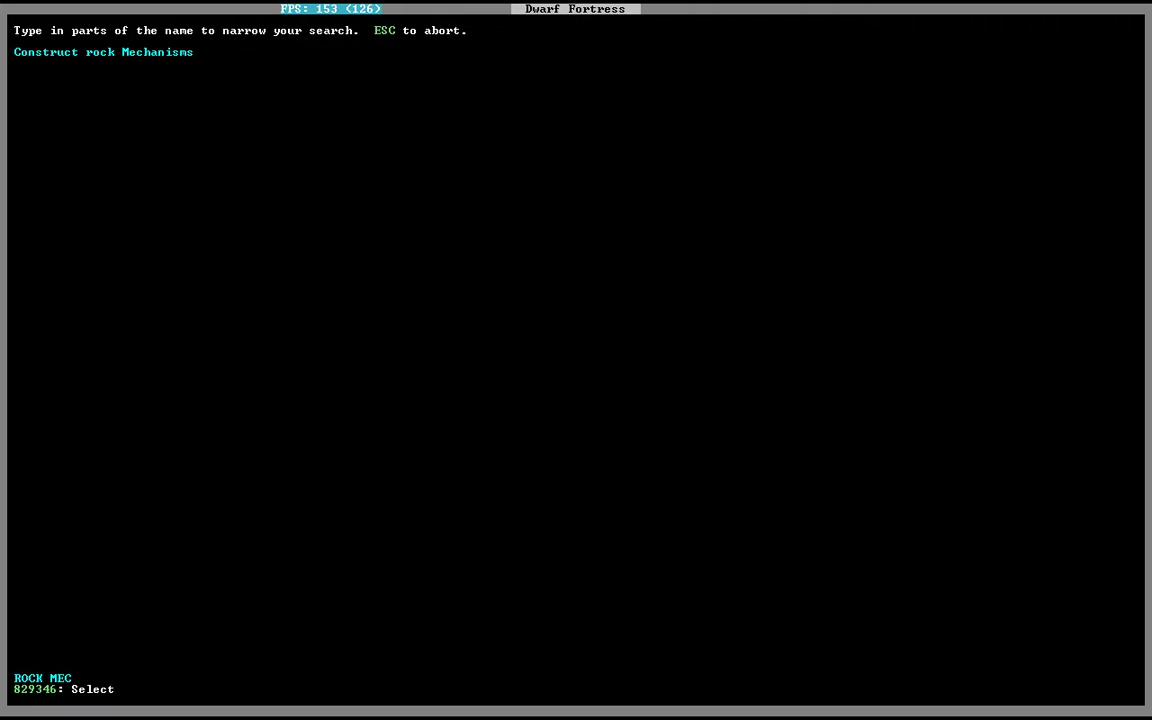 FPS: 153 (126) Dwarf Fortress
Type in parts of the name to narrow your search. ESC to abort.
Construct rock Mechanisms
ROCK MEC
829346: Select